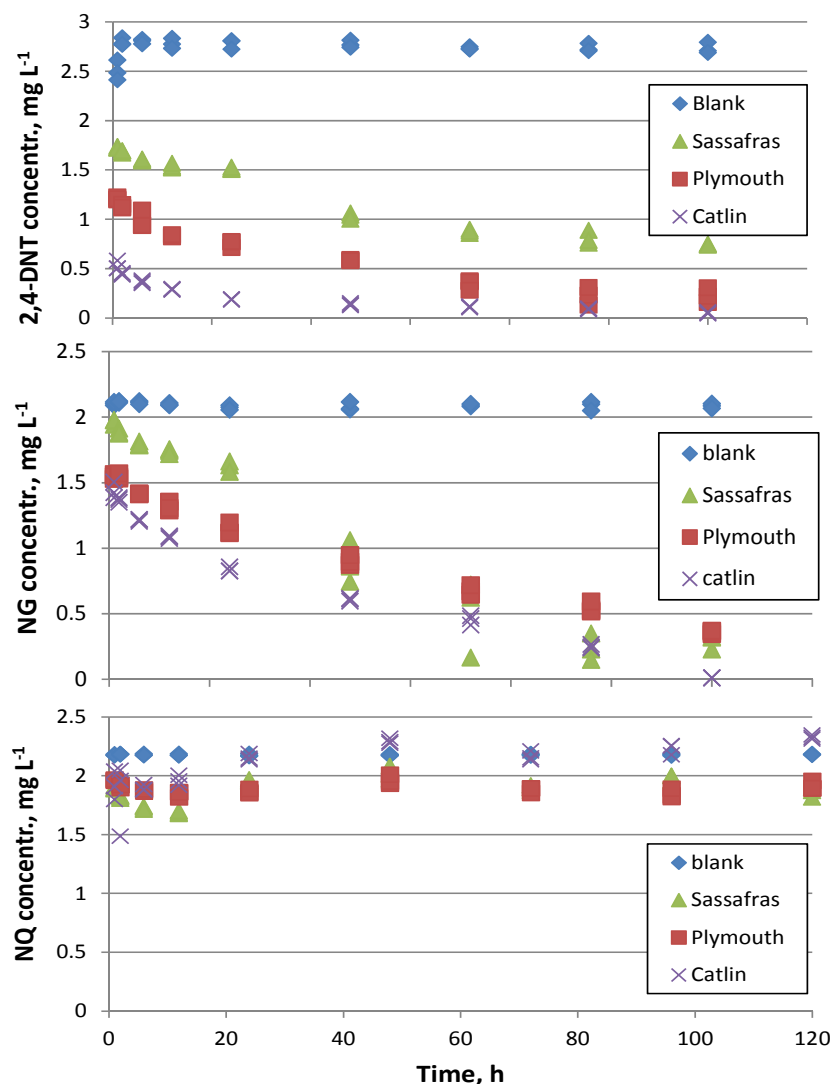 3
2.5
2
1.5
1
0.5
0
2,4-DNT concentr., mg L-1
Blank
Sassafras
Plymouth
Catlin
2.5
2
1.5
1
0.5
0
NG concentr., mg L-1
blank
Sassafras
Plymouth
catlin
2.5
2
1.5
1
0.5
0
NQ concentr., mg L-1
blank
Sassafras
Plymouth
Catlin
0 20 40 60 80 100 120
Time, h